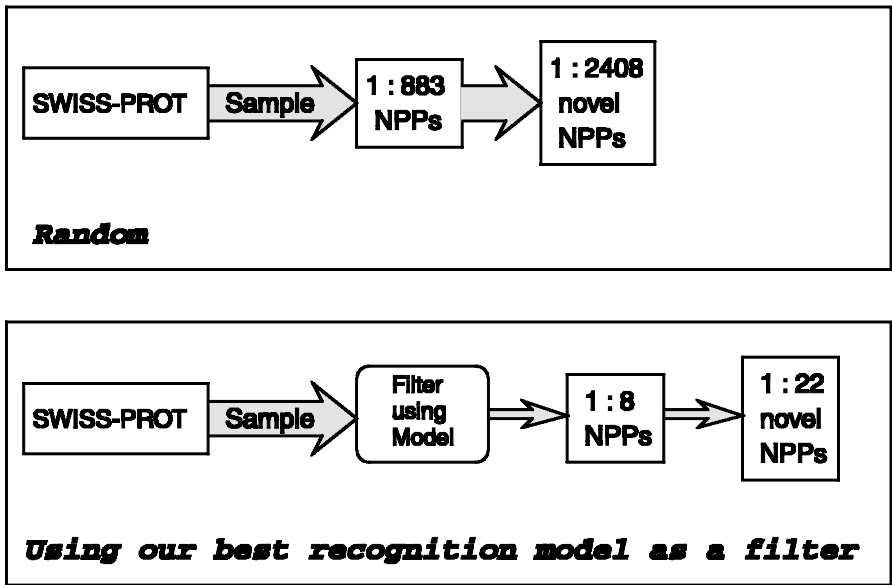 SWISS-PROT
Sample
1 : 883
NPPs
1 : 2408
novel
NPPs
Random
SWISS-PROT
Sample
Filter
using
Model
1 : 8
NPPs
1 : 22
novel
NPPs
Using our best recognition model as a filter